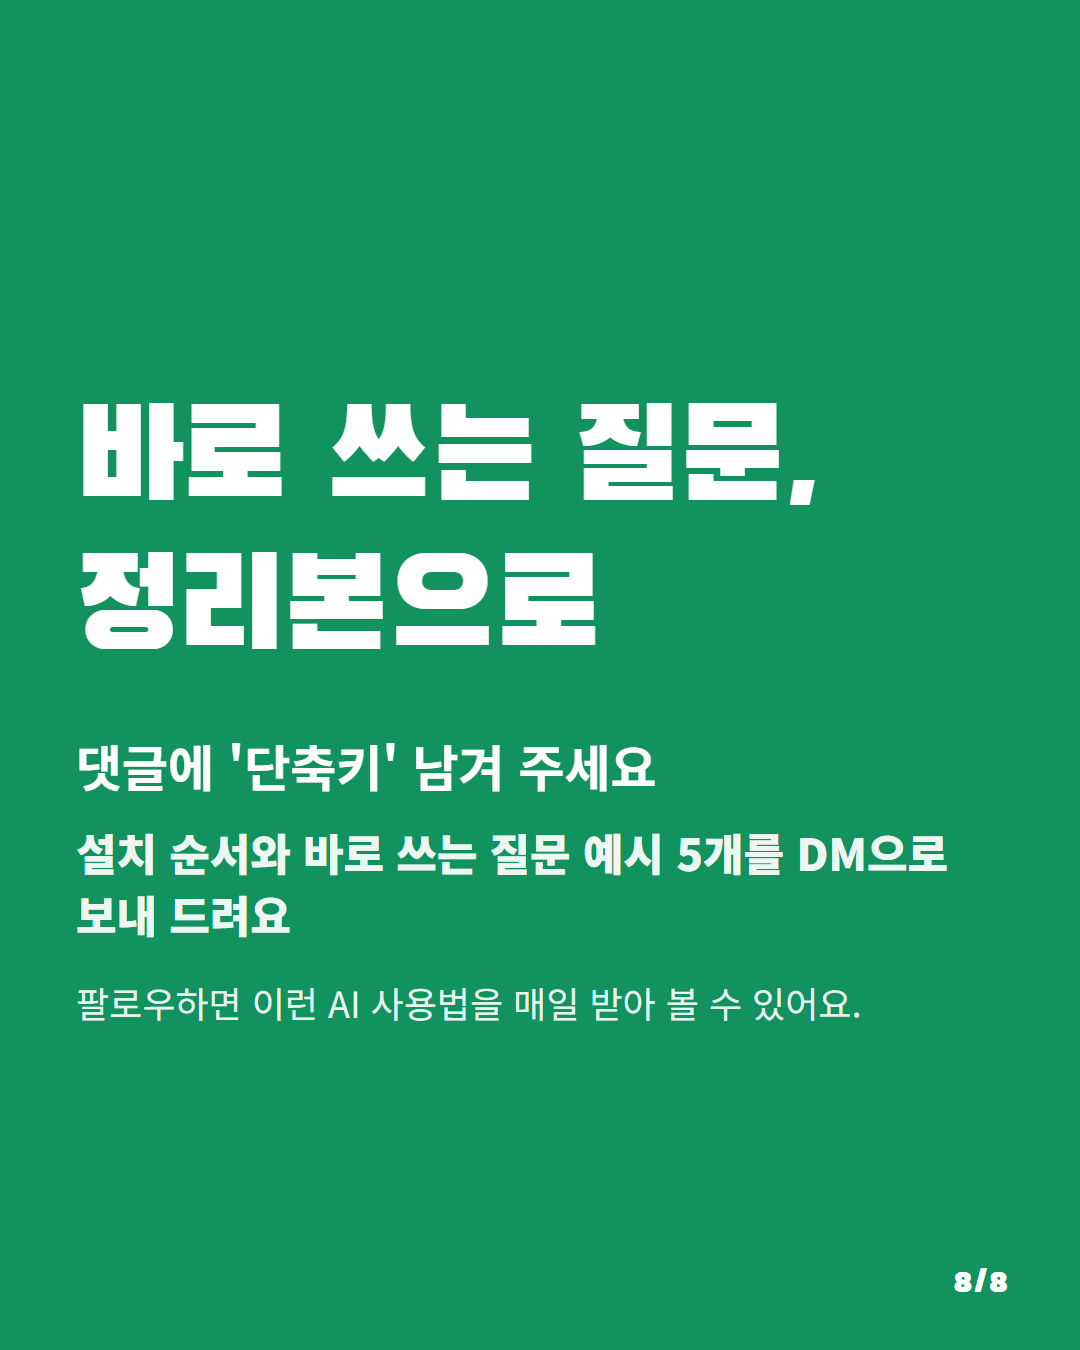 바로 쓰는 질문,
정리본으로
댓글에 '단축키' 남겨 주세요
설치 순서와 바로 쓰는 질문 예시 5개를 DM으로
보내 드려요
팔로우하면 이런 AI 사용법을 매일 받아 볼 수 있어요.
8/8